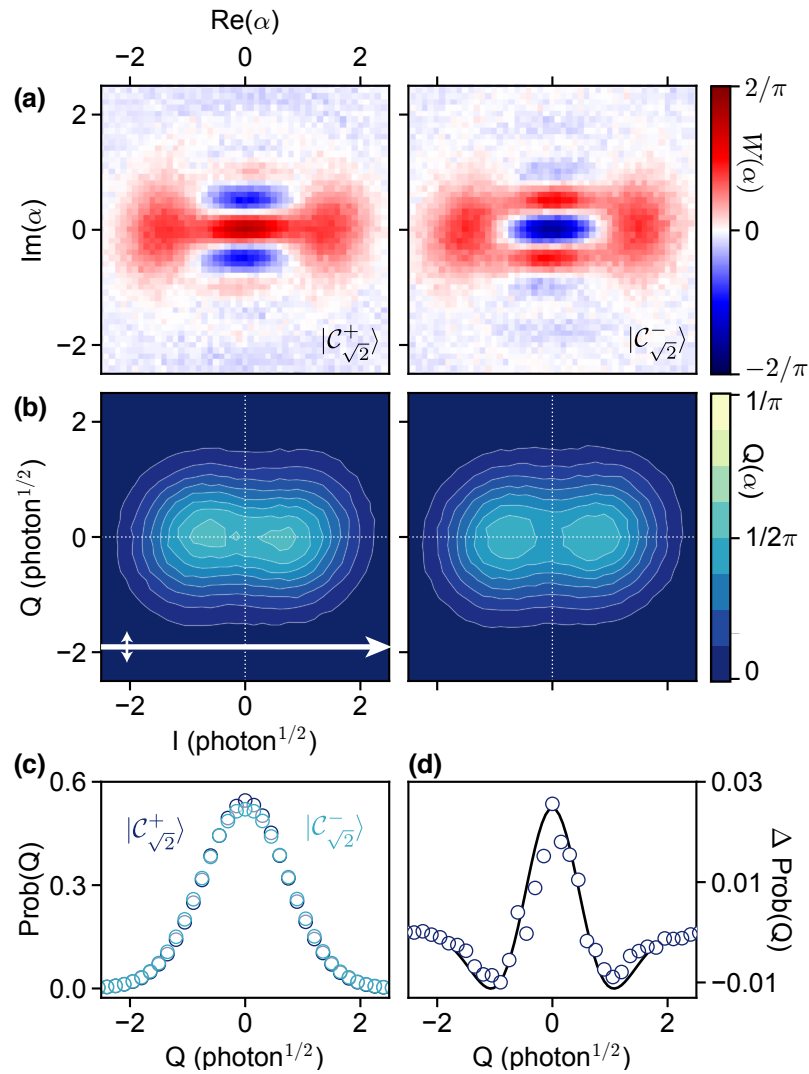 Re(α)
−2 0 2
(a)
2
0
−2
Im(α)
|𝒞⁺√2⟩
|𝒞⁻√2⟩
2/π
W(α)
0
−2/π
(b)
2
0
−2
Q (photon^1/2)
−2 0 2
I (photon^1/2)
1/π
Q(α)
1/2π
0
(c)
0.6
0.3
0.0
Prob(Q)
|𝒞⁺√2⟩ |𝒞⁻√2⟩
−2 0 2
Q (photon^1/2)
(d)
0.03
0.01
−0.01
Δ Prob(Q)
−2 0 2
Q (photon^1/2)